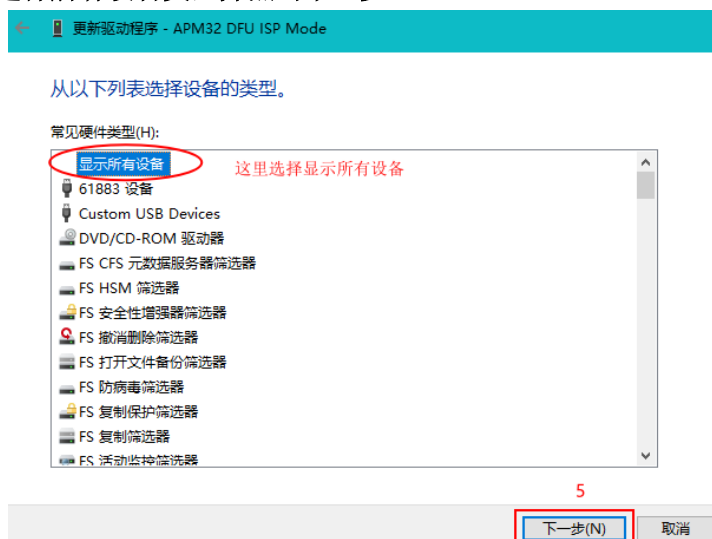 更新驱动程序 - APM32 DFU ISP Mode
从以下列表选择设备的类型。
常见硬件类型(H):
显示所有设备
这里选择显示所有设备
61883 设备
Custom USB Devices
DVD/CD-ROM 驱动器
FS CFS 元数据服务器筛选器
FS HSM 筛选器
FS 安全性增强器筛选器
FS 撤消删除筛选器
FS 打开文件备份筛选器
FS 防病毒筛选器
FS 复制保护筛选器
FS 复制筛选器
FS 活动监控筛选器
5
下一步(N)
取消